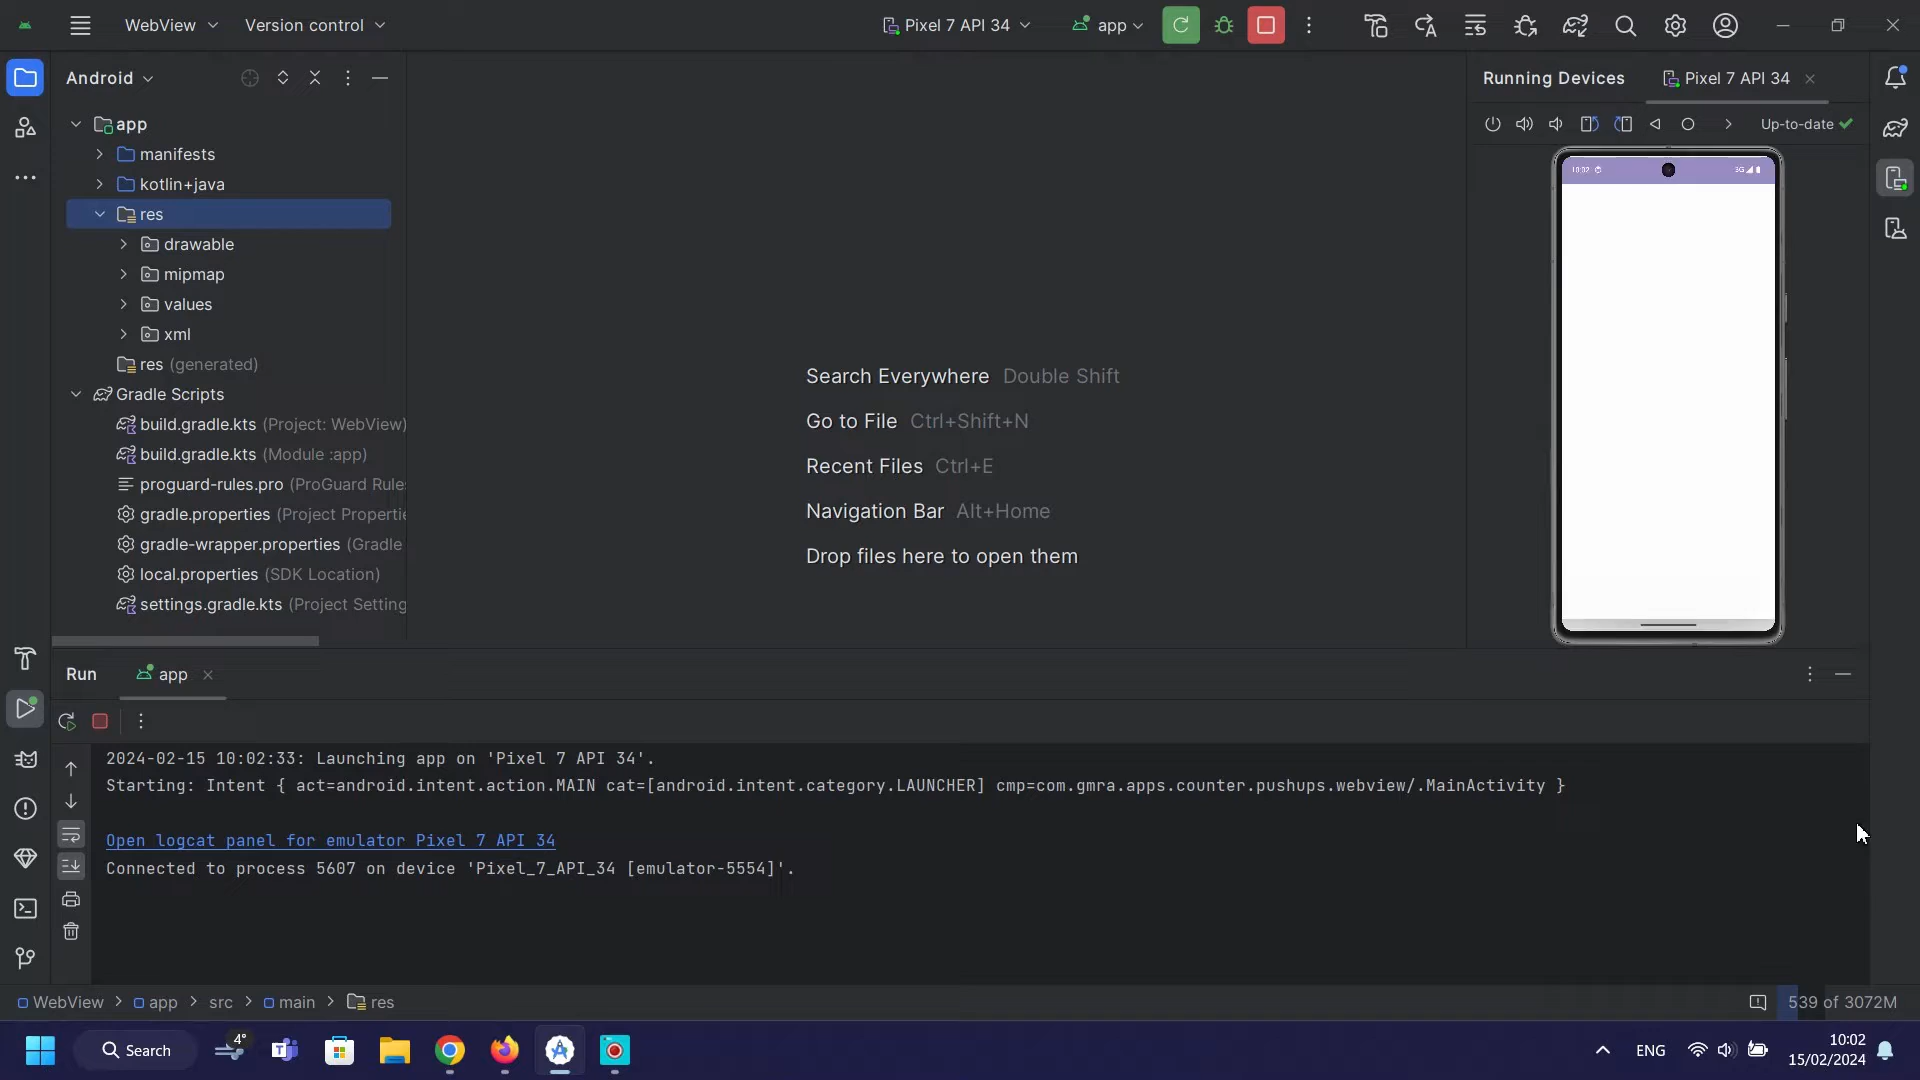 WebView
Version control
Pixel 7 API 34
app
Android
app
manifests
kotlin+java
res
drawable
mipmap
values
xml
res (generated)
Gradle Scripts
build.gradle.kts (Project: WebView)
build.gradle.kts (Module :app)
proguard-rules.pro (ProGuard Rule
gradle.properties (Project Propertie
gradle-wrapper.properties (Gradle
local.properties (SDK Location)
settings.gradle.kts (Project Setting
Search Everywhere Double Shift
Go to File Ctrl+Shift+N
Recent Files Ctrl+E
Navigation Bar Alt+Home
Drop files here to open them
Running Devices
Pixel 7 API 34
Up-to-date
10:02
3G
Run
app
2024-02-15 10:02:33: Launching app on 'Pixel 7 API 34'.
Starting: Intent { act=android.intent.action.MAIN cat=[android.intent.category.LAUNCHER] cmp=com.gmra.apps.counter.pushups.webview/.MainActivity }
Open logcat panel for emulator Pixel 7 API 34
Connected to process 5607 on device 'Pixel_7_API_34 [emulator-5554]'.
WebView > app > src > main > res
539 of 3072M
Search
4°
ENG
10:02
15/02/2024